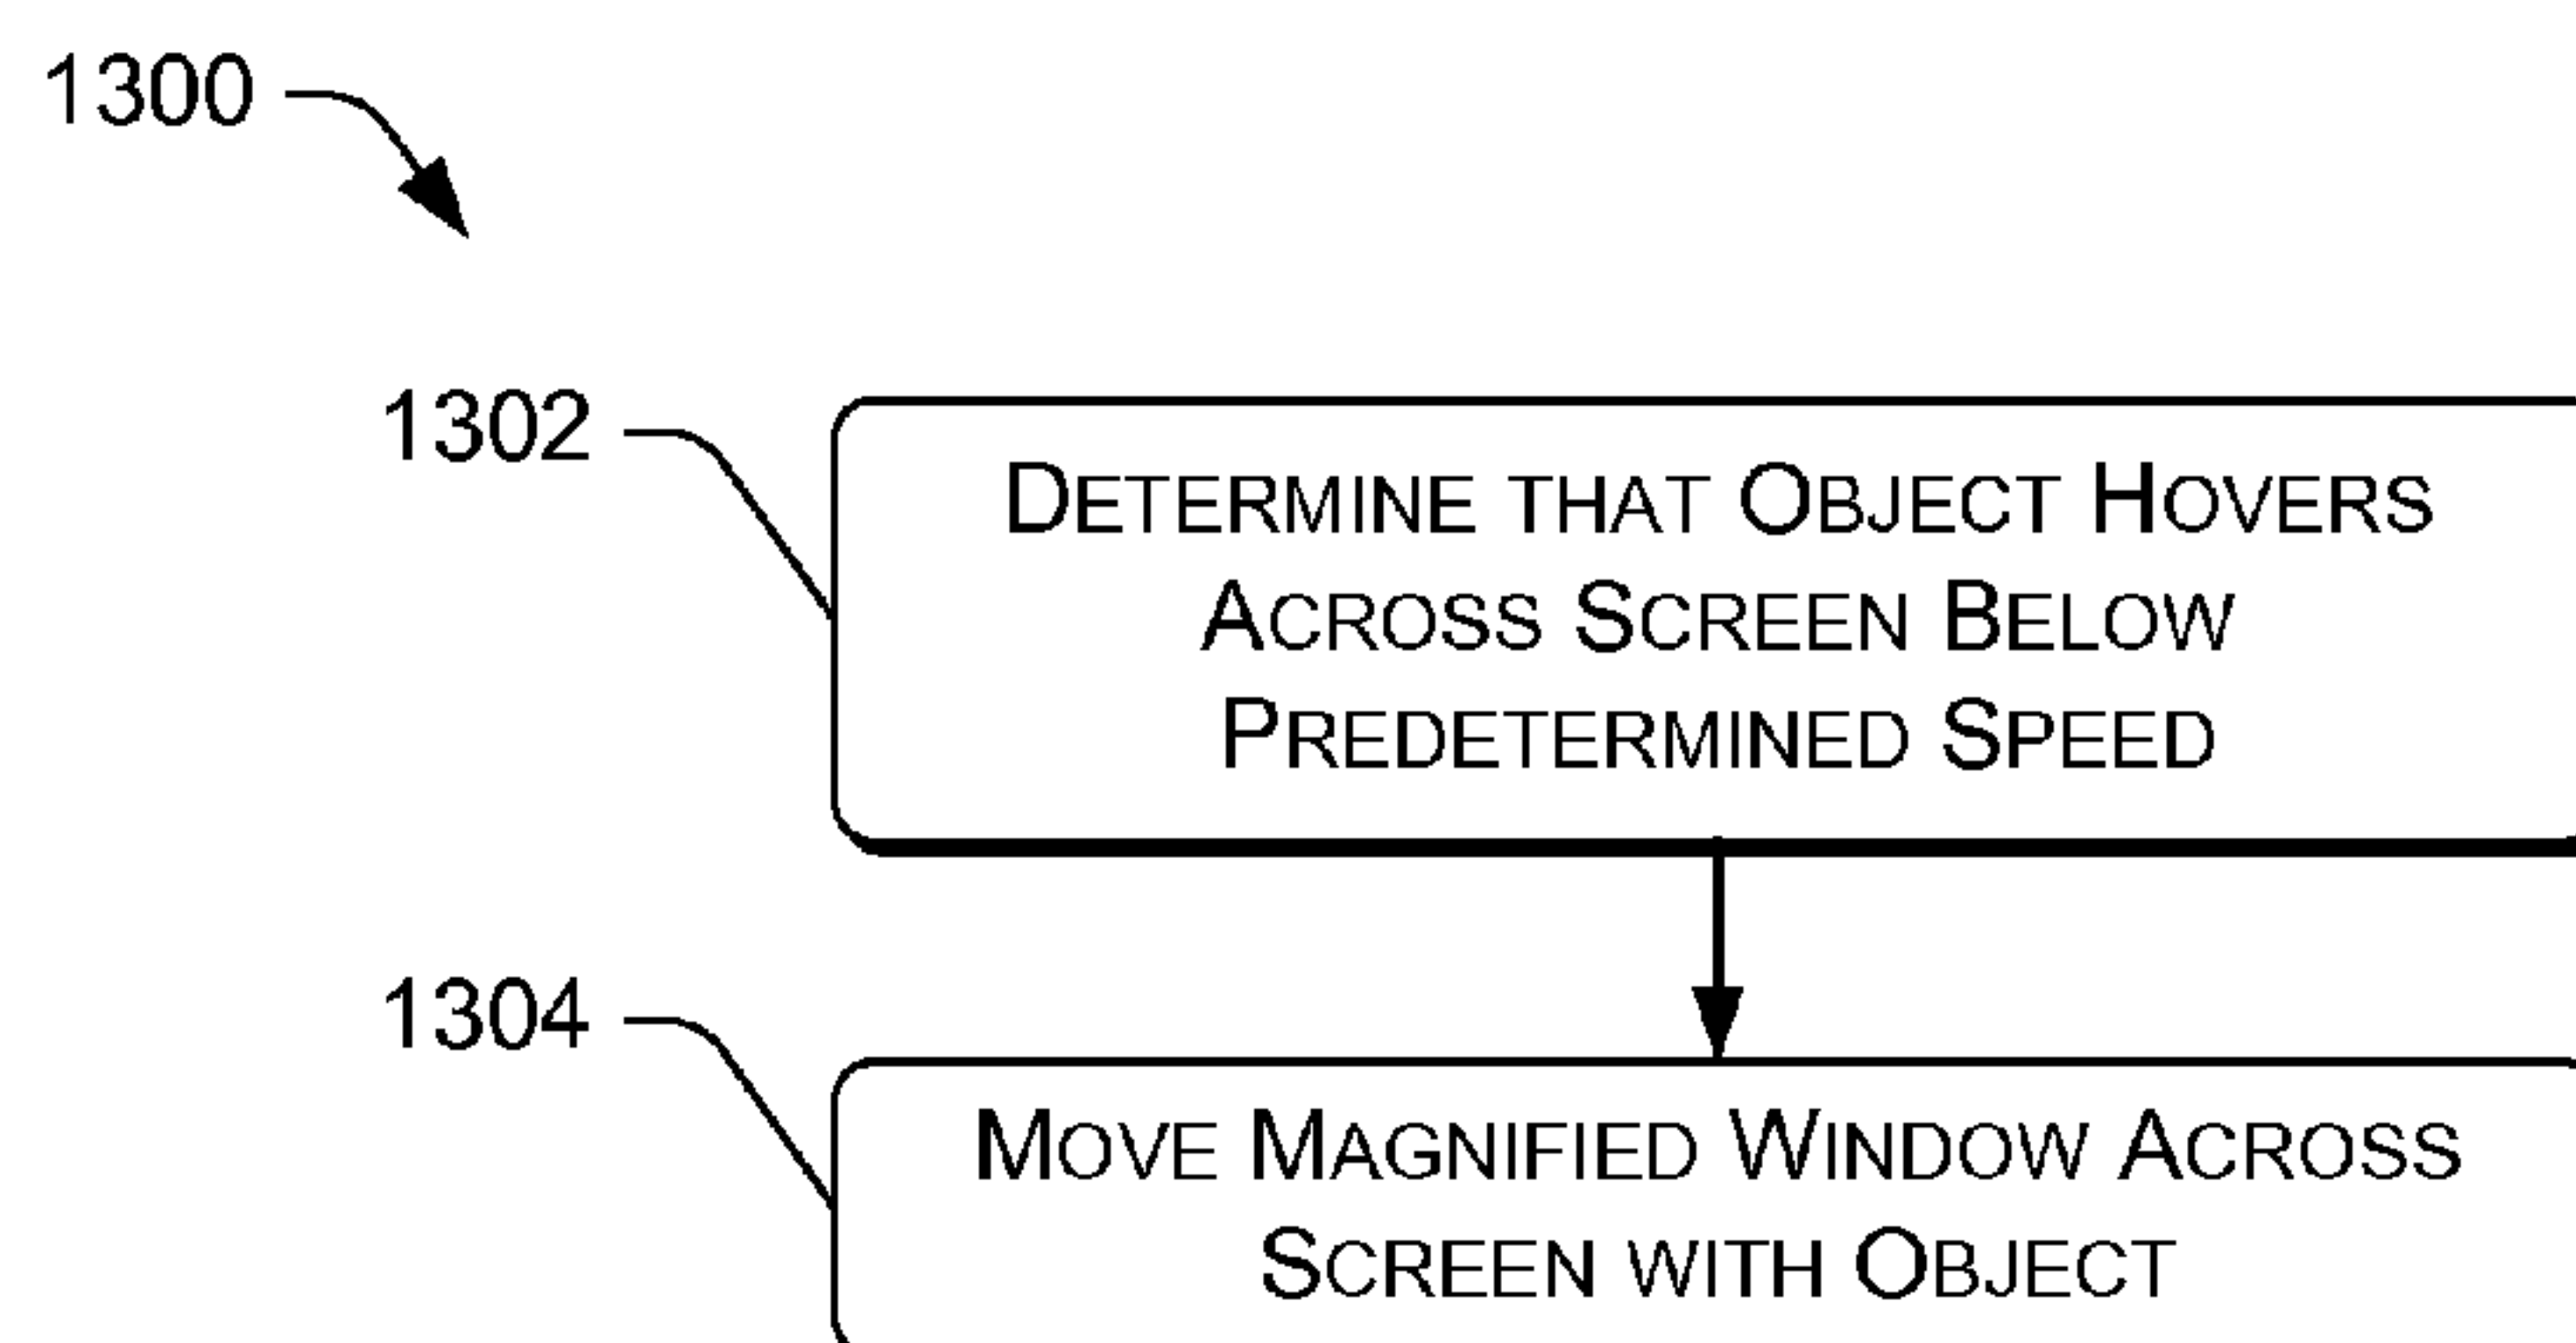 1300
1302
Determine that Object Hovers
Across Screen Below
Predetermined Speed
1304
Move Magnified Window Across
Screen with Object